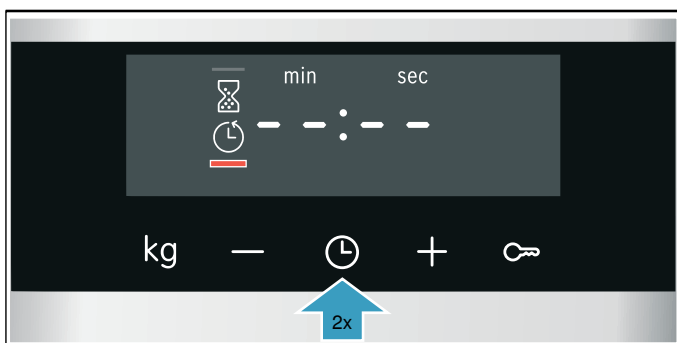 min sec
--:--
kg − +
2x